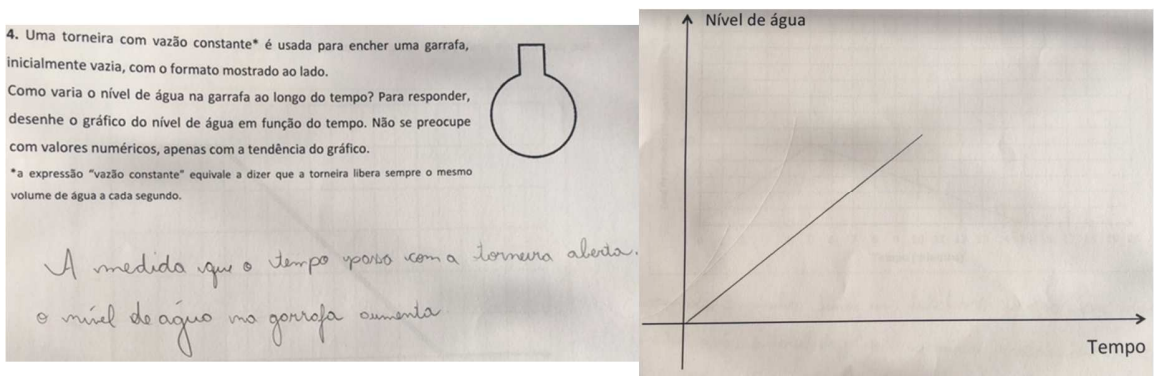 4. Uma torneira com vazão constante* é usada para encher uma garrafa,
inicialmente vazia, com o formato mostrado ao lado.
Como varia o nível de água na garrafa ao longo do tempo? Para responder,
desenhe o gráfico do nível de água em função do tempo. Não se preocupe
com valores numéricos, apenas com a tendência do gráfico.
*a expressão "vazão constante" equivale a dizer que a torneira libera sempre o mesmo
volume de água a cada segundo.
A medida que o tempo passa com a torneira aberta.
o nível de água na garrafa aumenta.
Nível de água
Tempo